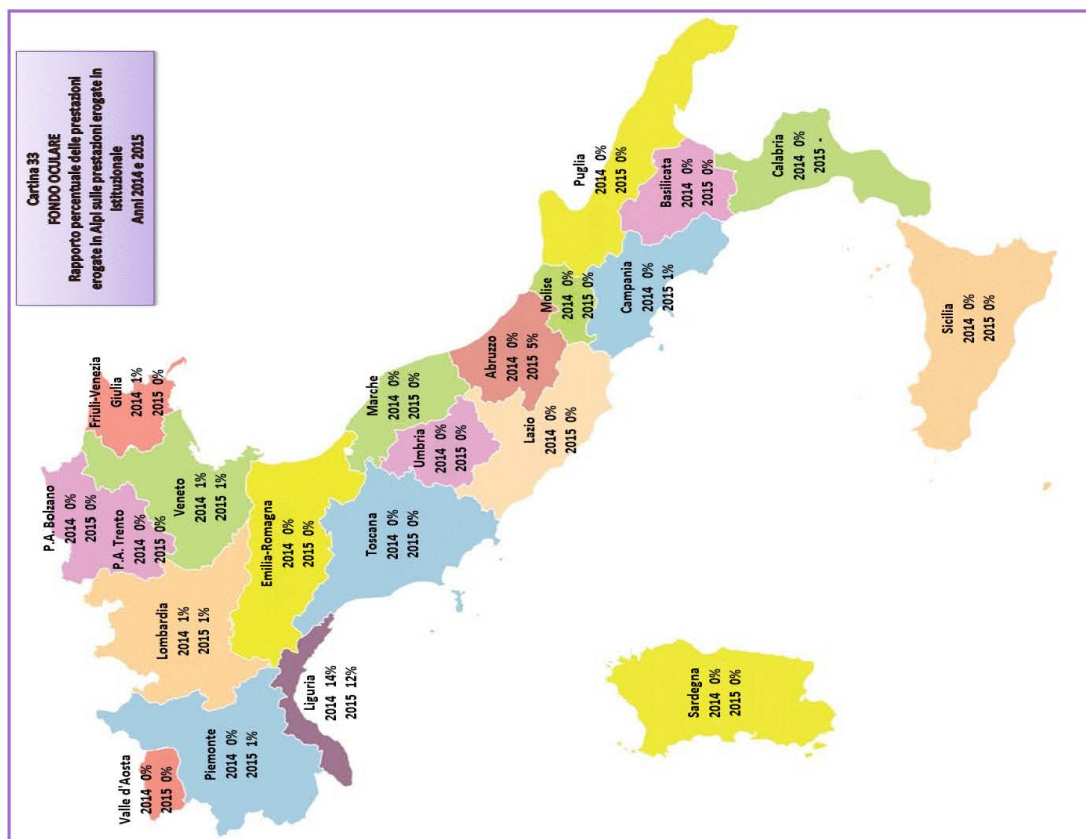 Cartina 33
FONDO OCULARE
Rapporto percentuale delle prestazioni
erogate in Alpi sulle prestazioni erogate in
Istituzionale
Anni 2014 e 2015
Valle d'Aosta
2014 0%
2015 0%
Piemonte
2014 0%
2015 1%
Liguria
2014 14%
2015 12%
Lombardia
2014 1%
2015 1%
P.A. Bolzano
2014 0%
2015 0%
P.A. Trento
2014 0%
2015 0%
Veneto
2014 1%
2015 1%
Friuli-Venezia
Giulia
2014 1%
2015 0%
Emilia-Romagna
2014 0%
2015 0%
Toscana
2014 0%
2015 0%
Marche
2014 0%
2015 0%
Umbria
2014 0%
2015 0%
Lazio
2014 0%
2015 0%
Abruzzo
2014 0%
2015 5%
Molise
2014 0%
2015 0%
Campania
2014 0%
2015 1%
Puglia
2014 0%
2015 0%
Basilicata
2014 0%
2015 0%
Calabria
2014 0%
2015 -
Sicilia
2014 0%
2015 0%
Sardegna
2014 0%
2015 0%